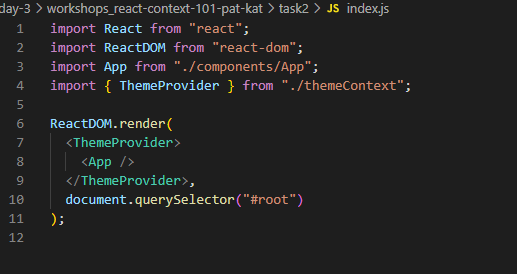 day-3 > workshops_react-context-101-pat-kat > task2 > JS index.js
1 import React from "react";
2 import ReactDOM from "react-dom";
3 import App from "./components/App";
4 import { ThemeProvider } from "./themeContext";
5
6 ReactDOM.render(
7   <ThemeProvider>
8     <App />
9   </ThemeProvider>,
10   document.querySelector("#root")
11 );
12